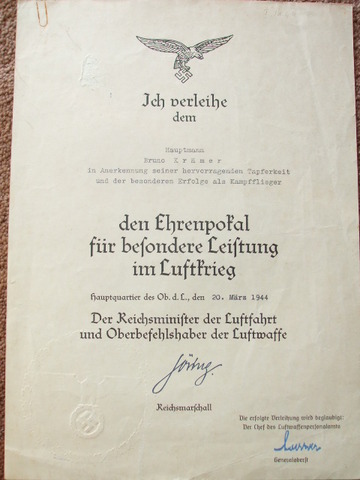 Ich verleihe
dem
Hauptmann
Bruno Krämer
in Anerkennung seiner hervorragenden Tapferkeit
und der besonderen Erfolge als Kampfflieger
den Ehrenpokal
für besondere Leistung
im Luftkrieg
Hauptquartier des Ob. d. L., den 20. März 1944
Der Reichsminister der Luftfahrt
und Oberbefehlshaber der Luftwaffe
Göring.
Reichsmarschall
Die erfolgte Verleihung wird beglaubigt:
Der Chef des Luftwaffenpersonalamts
Generaloberst